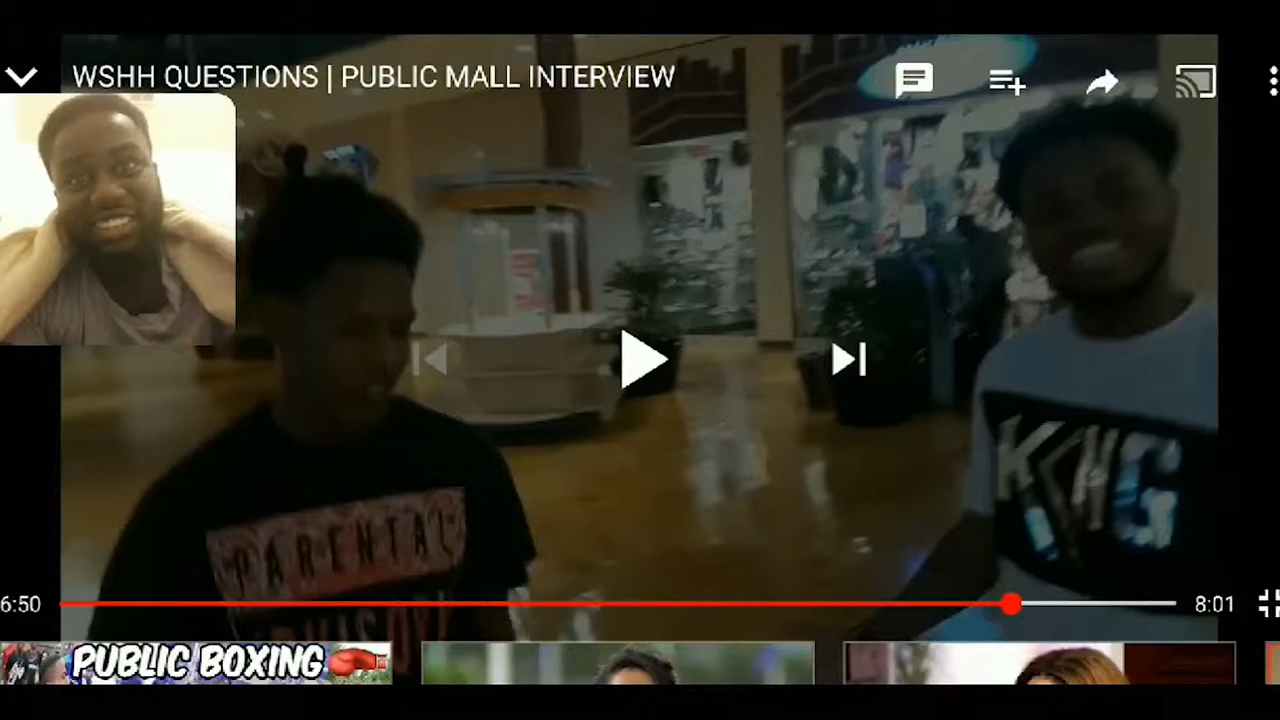 WSHH QUESTIONS | PUBLIC MALL INTERVIEW
PARENTAL
KING
6:50
8:01
PUBLIC BOXING